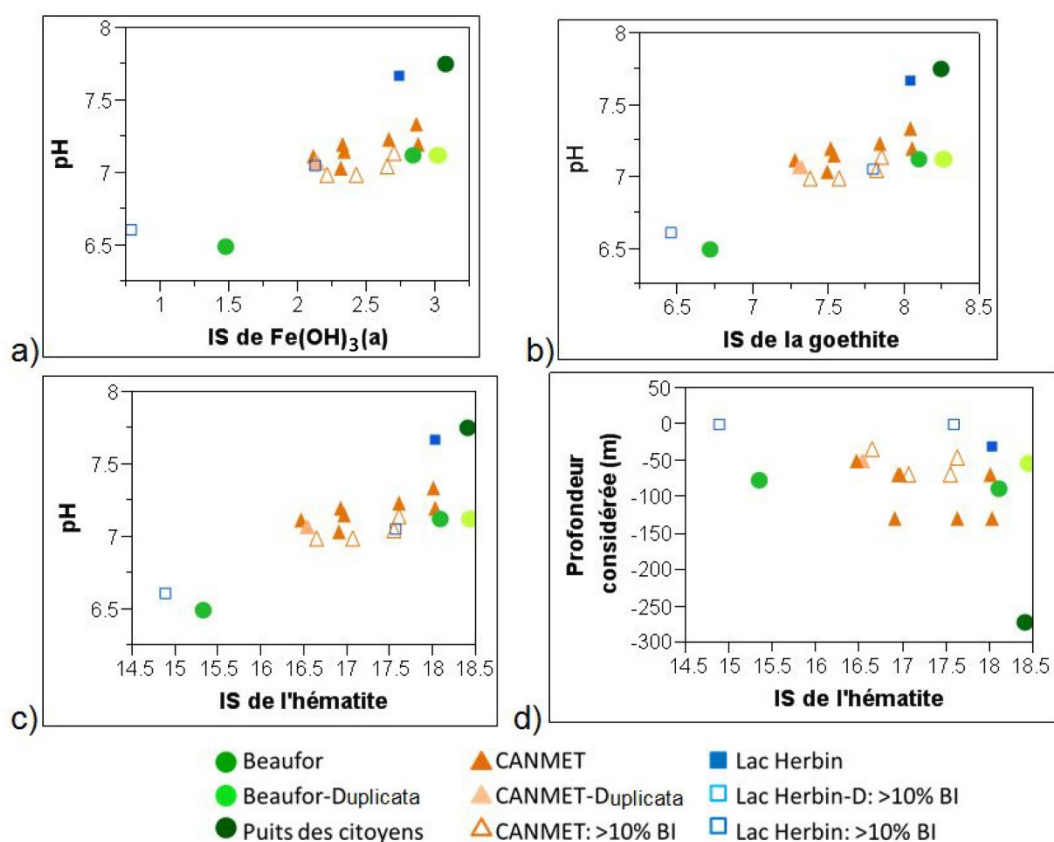 8
7.5
7
6.5
pH
1 1.5 2 2.5 3
IS de Fe(OH)₃(a)
a)
8
7.5
7
6.5
pH
6.5 7 7.5 8 8.5
IS de la goethite
b)
8
7.5
7
6.5
pH
14.5 15 15.5 16 16.5 17 17.5 18 18.5
IS de l'hématite
c)
50
0
-50
-100
-150
-200
-250
-300
Profondeur
considérée (m)
14.5 15 15.5 16 16.5 17 17.5 18 18.5
IS de l'hématite
d)
Beaufor
Beaufor-Duplicata
Puits des citoyens
CANMET
CANMET-Duplicata
CANMET: >10% BI
Lac Herbin
Lac Herbin-D: >10% BI
Lac Herbin: >10% BI